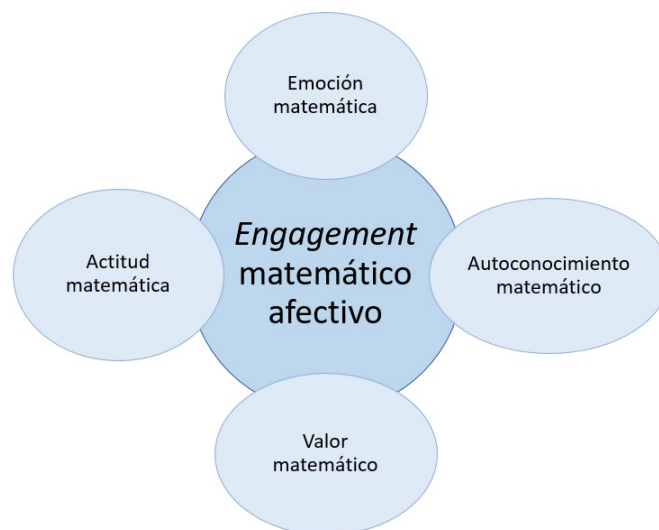 Emoción
matemática
Actitud
matemática
Engagement
matemático
afectivo
Autoconocimiento
matemático
Valor
matemático